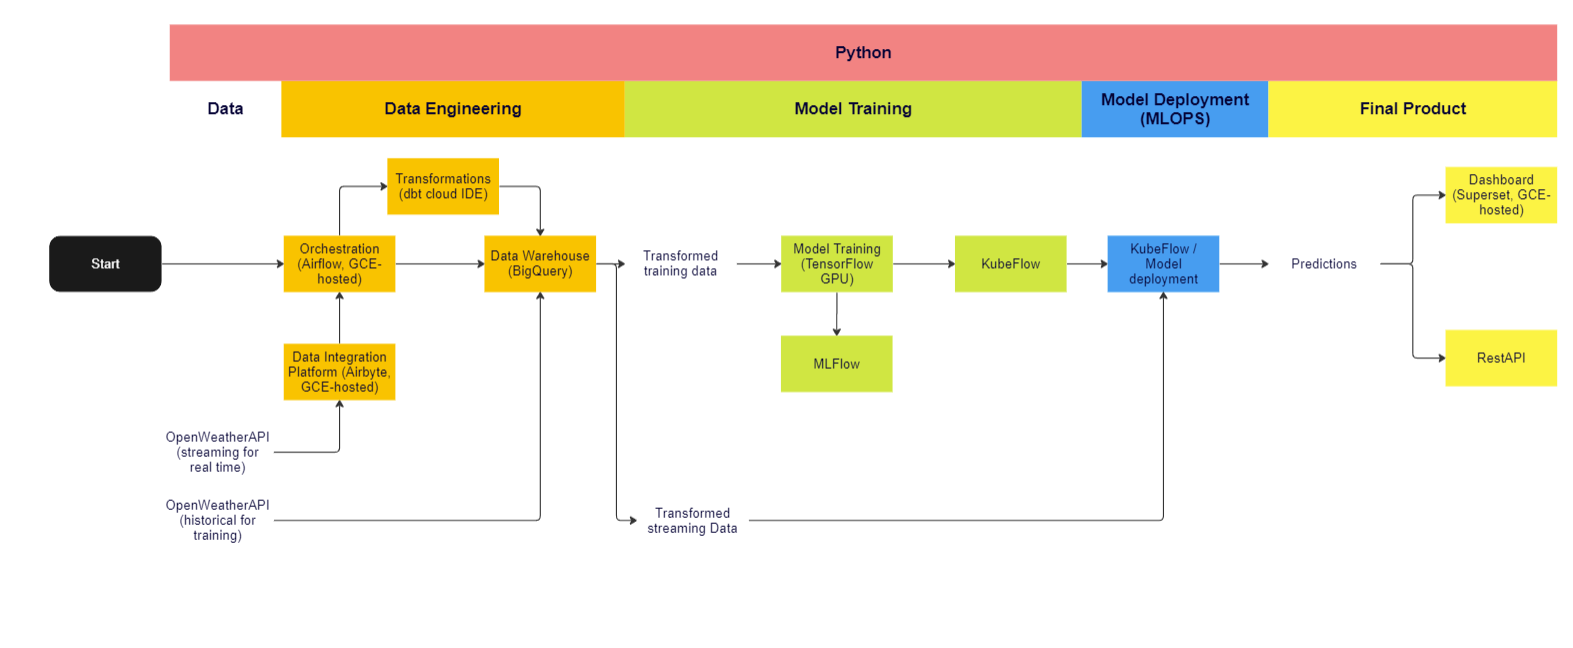 Python
Data
Data Engineering
Model Training
Model Deployment
(MLOPS)
Final Product
Transformations
(dbt cloud IDE)
Dashboard
(Superset, GCE-
hosted)
Start
Orchestration
(Airflow, GCE-
hosted)
Data Warehouse
(BigQuery)
Transformed
training data
Model Training
(TensorFlow
GPU)
KubeFlow
KubeFlow /
Model
deployment
Predictions
Data Integration
Platform (Airbyte,
GCE-hosted)
MLFlow
RestAPI
OpenWeatherAPI
(streaming for
real time)
OpenWeatherAPI
(historical for
training)
Transformed
streaming Data